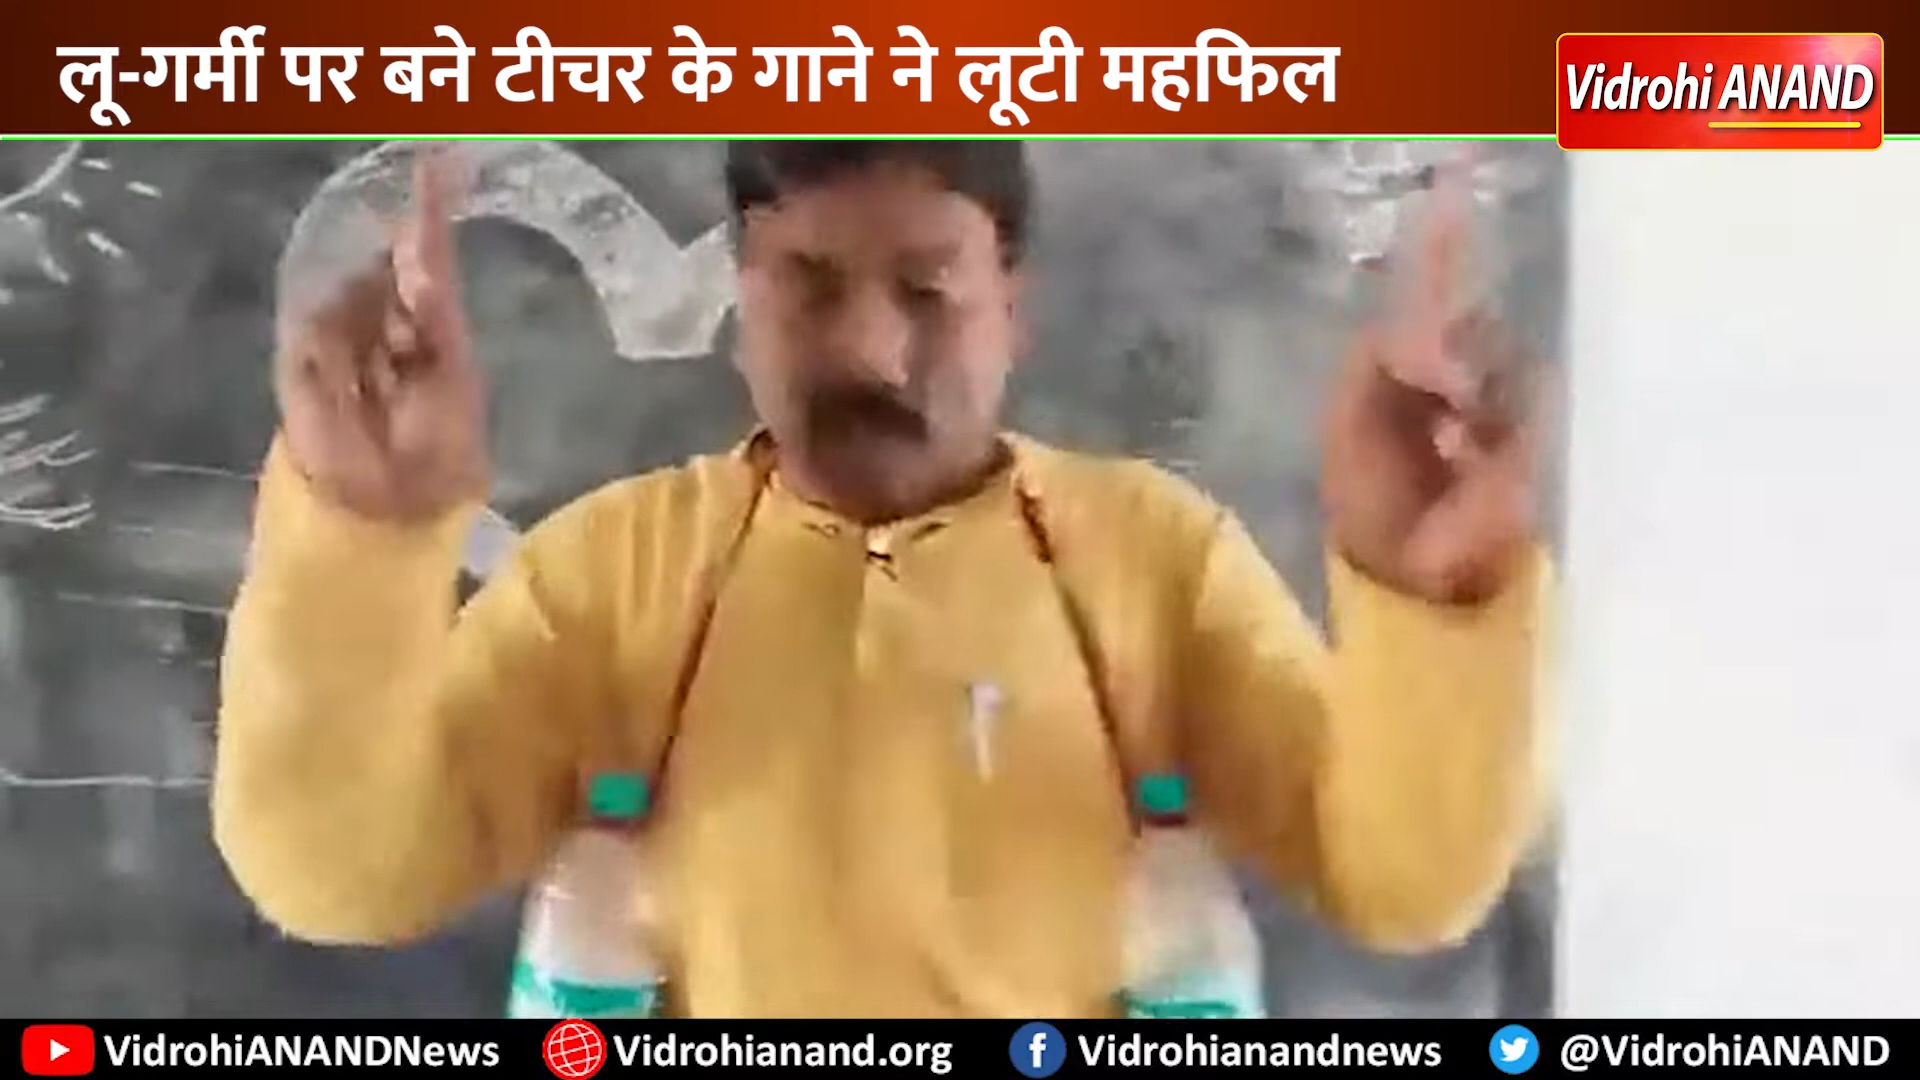 लू-गर्मी पर बने टीचर के गाने ने लूटी महफिल
Vidrohi ANAND
VidrohiANANDNews
Vidrohianand.org
Vidrohianandnews
@VidrohiANAND